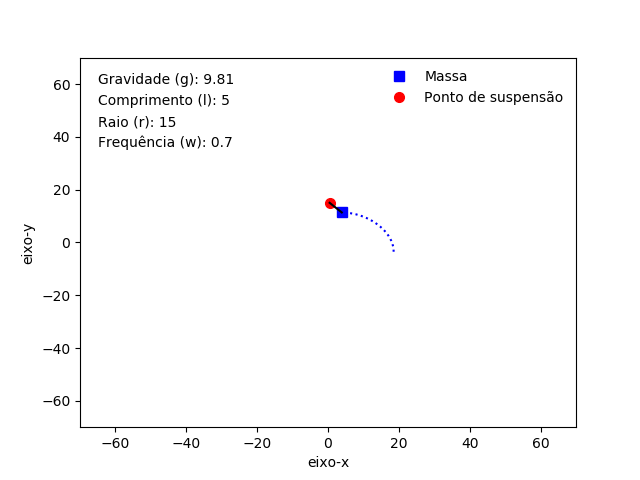 Gravidade (g): 9.81
Comprimento (l): 5
Raio (r): 15
Frequência (w): 0.7
Massa
Ponto de suspensão
60
40
20
0
−20
−40
−60
eixo-y
−60
−40
−20
0
20
40
60
eixo-x